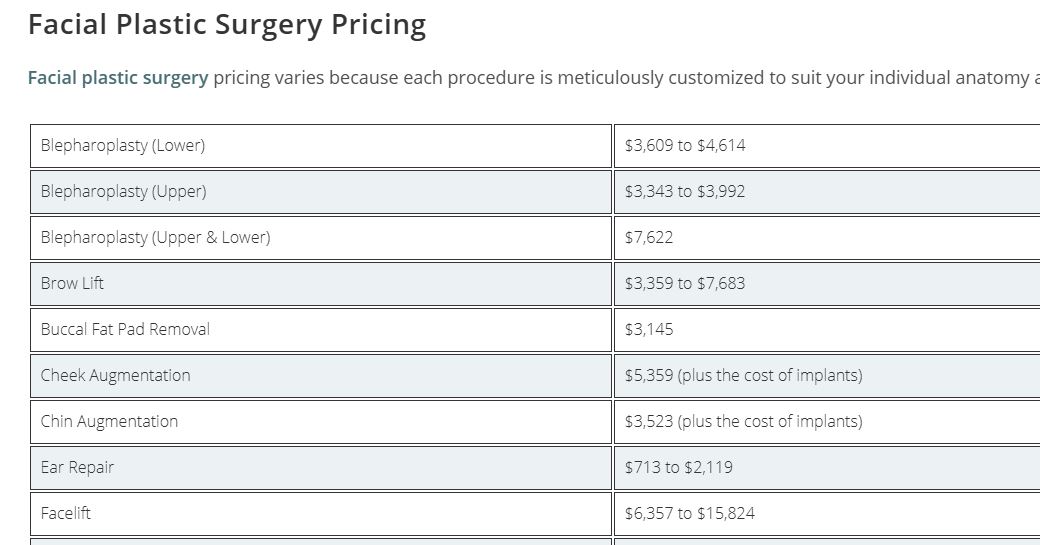 Facial Plastic Surgery Pricing
Facial plastic surgery pricing varies because each procedure is meticulously customized to suit your individual anatomy a
Blepharoplasty (Lower) $3,609 to $4,614
Blepharoplasty (Upper) $3,343 to $3,992
Blepharoplasty (Upper & Lower) $7,622
Brow Lift $3,359 to $7,683
Buccal Fat Pad Removal $3,145
Cheek Augmentation $5,359 (plus the cost of implants)
Chin Augmentation $3,523 (plus the cost of implants)
Ear Repair $713 to $2,119
Facelift $6,357 to $15,824